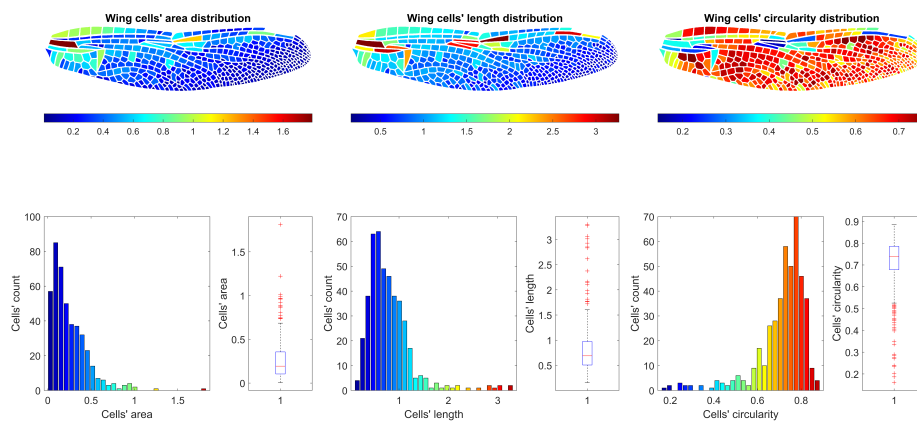 Wing cells' area distribution
Wing cells' length distribution
Wing cells' circularity distribution
0.2 0.4 0.6 0.8 1 1.2 1.4 1.6
0.5 1 1.5 2 2.5 3
0.2 0.3 0.4 0.5 0.6 0.7
100
80
60
40
20
0
Cells' count
0 0.5 1 1.5
Cells' area
1.5
1
0.5
0
Cells' area
1
70
60
50
40
30
20
10
0
Cells' count
1 2 3
Cells' length
3
2.5
2
1.5
1
0.5
Cells' length
1
70
60
50
40
30
20
10
0
Cells' count
0.2 0.4 0.6 0.8
Cells' circularity
0.9
0.8
0.7
0.6
0.5
0.4
0.3
0.2
Cells' circularity
1